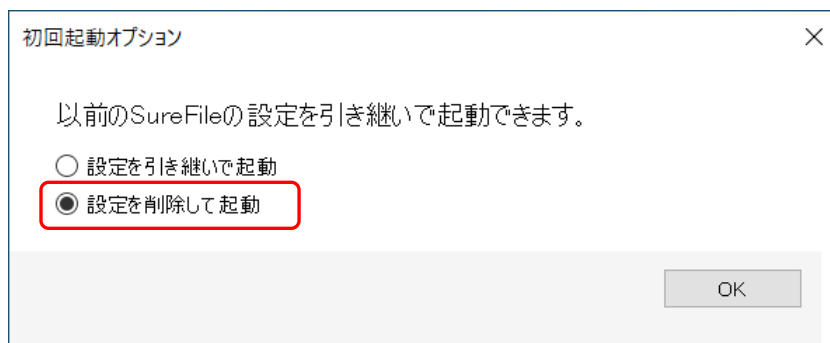 初回起動オプション
以前のSureFileの設定を引き継いで起動できます。
設定を引き継いで起動
設定を削除して起動
OK